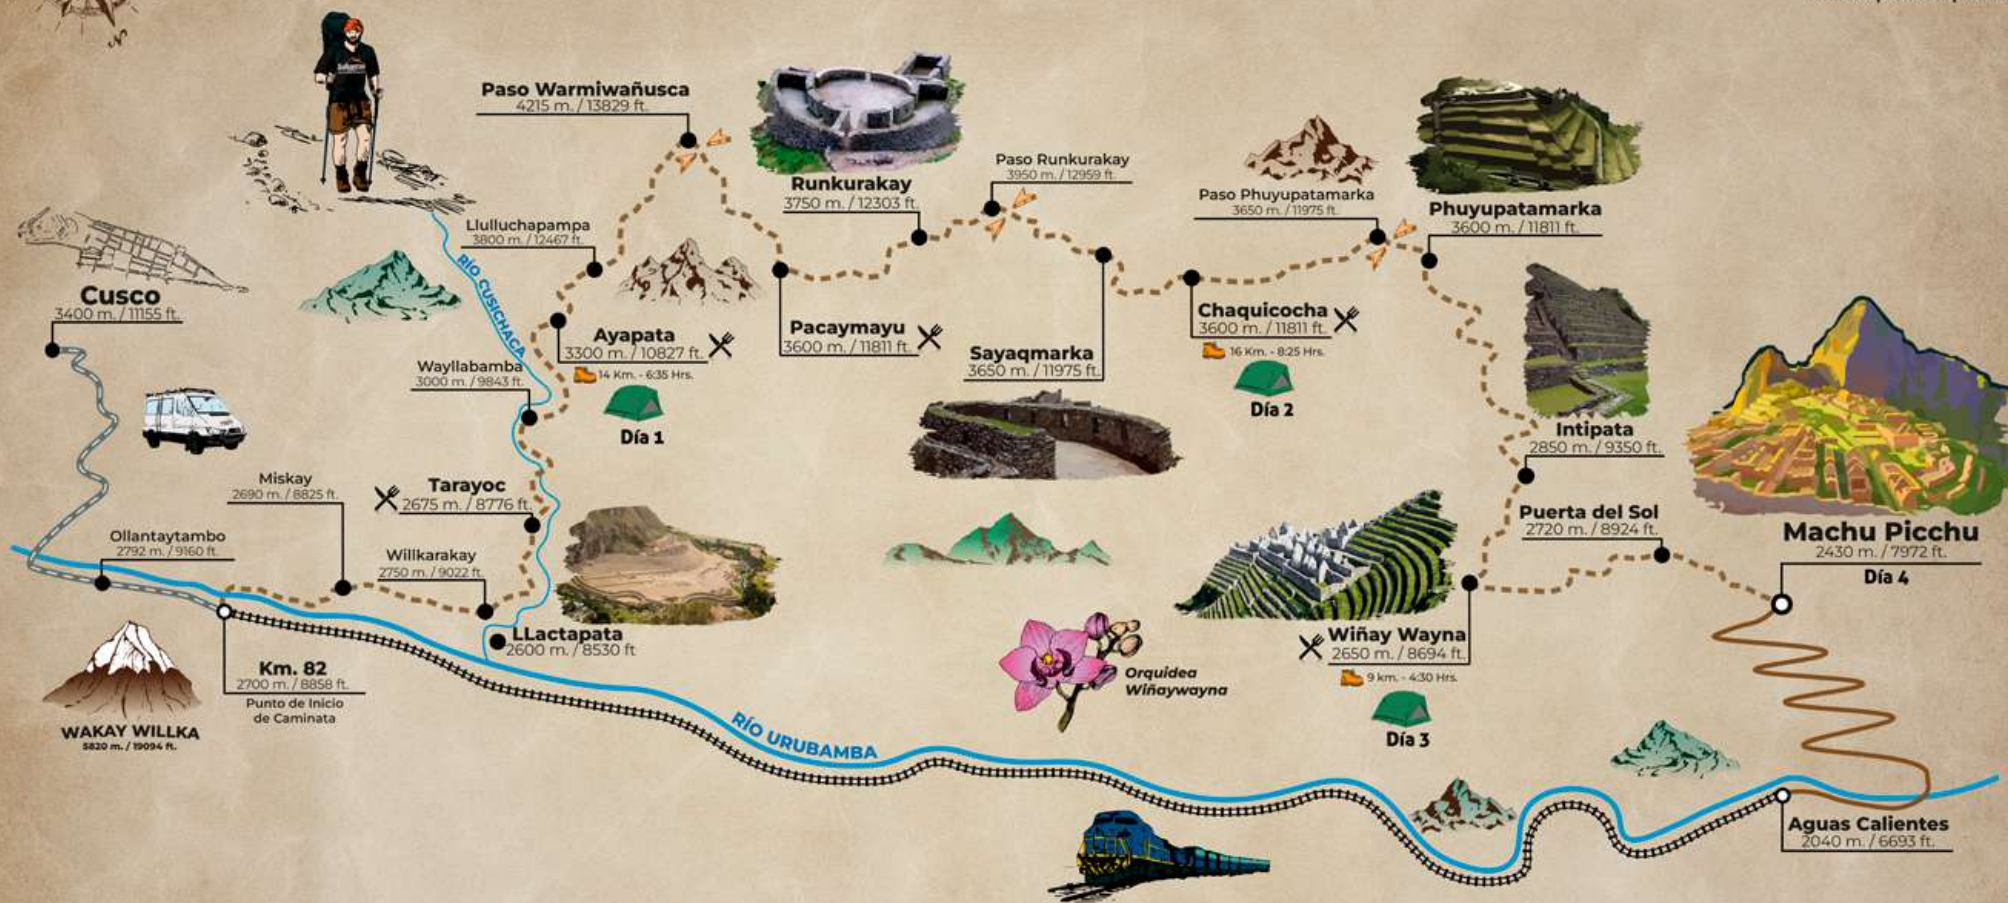 Paso Warmiwañusca
4215 m. / 13829 ft.
Runkurakay
3750 m. / 12303 ft.
Paso Runkurakay
3950 m. / 12959 ft.
Paso Phuyupatamarka
3650 m. / 11975 ft.
Phuyupatamarka
3600 m. / 11811 ft.
Llulluchapampa
3800 m. / 12467 ft.
RÍO CUSICHACA
Cusco
3400 m. / 11155 ft.
Ayapata
3300 m. / 10827 ft.
14 Km. - 6:35 Hrs.
Día 1
Pacaymayu
3600 m. / 11811 ft.
Sayaqmarka
3650 m. / 11975 ft.
Chaquicocha
3600 m. / 11811 ft.
16 Km. - 8:25 Hrs.
Día 2
Wayllabamba
3000 m. / 9843 ft.
Intipata
2850 m. / 9350 ft.
Miskay
2690 m. / 8825 ft.
Tarayoc
2675 m. / 8776 ft.
Ollantaytambo
2792 m. / 9160 ft.
Willkarakay
2750 m. / 9022 ft.
Puerta del Sol
2720 m. / 8924 ft.
Machu Picchu
2430 m. / 7972 ft.
Día 4
LLactapata
2600 m. / 8530 ft
Wiñay Wayna
2650 m. / 8694 ft.
9 km. - 4:30 Hrs.
Día 3
Km. 82
2700 m. / 8858 ft.
Punto de Inicio
de Caminata
Orquidea
Wiñaywayna
WAKAY WILLKA
5820 m. / 19094 ft.
RÍO URUBAMBA
Aguas Calientes
2040 m. / 6693 ft.